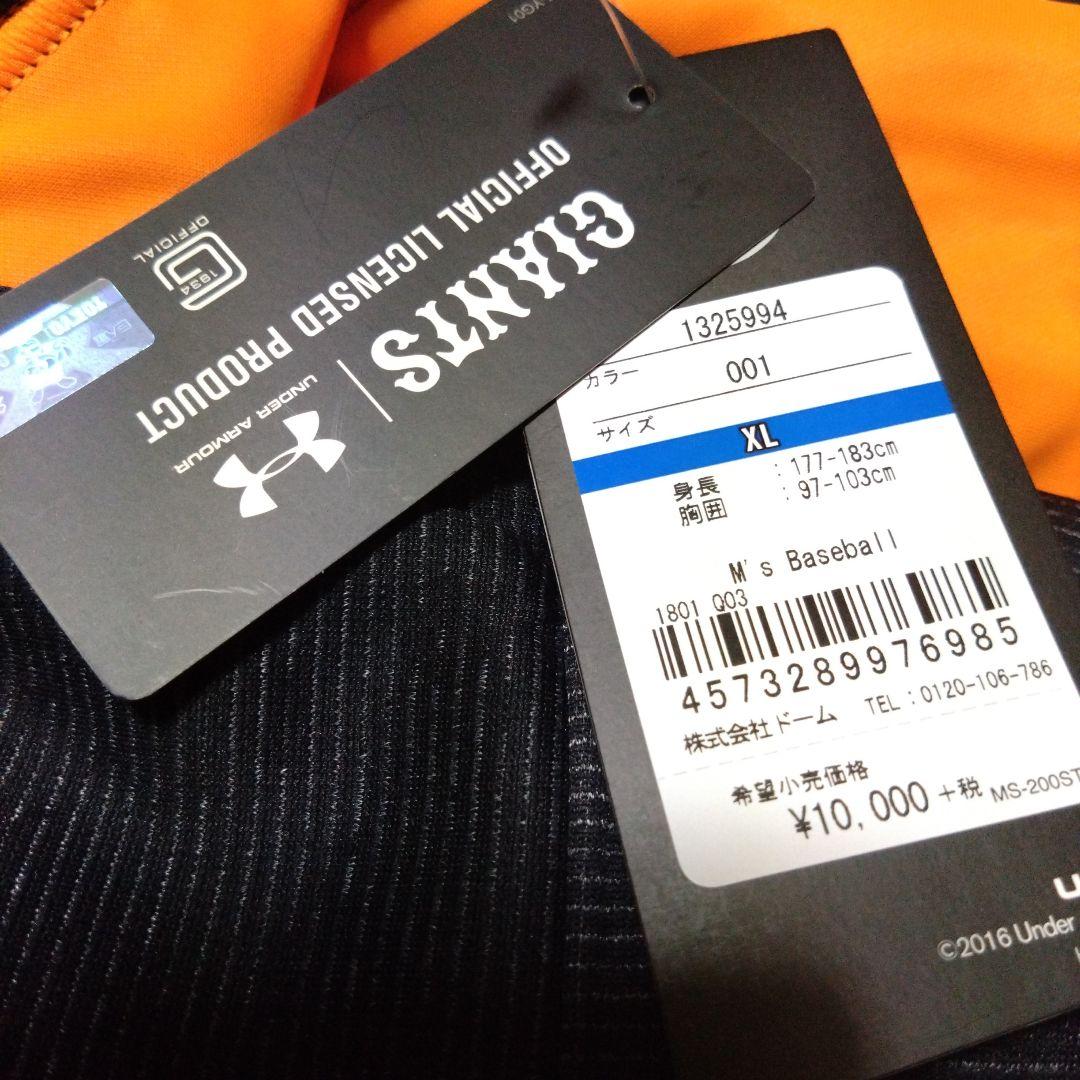 GIANTS
OFFICIAL LICENSED PRODUCT
UNDER ARMOUR
1934
OFFICIAL
TOKYO
YG01
1325994
カラー 001
サイズ XL
身長 : 177-183cm
胸囲 : 97-103cm
M's Baseball
1801 Q03
4573289976985
株式会社ドーム TEL:0120-106-786
希望小売価格
¥10,000 +税 MS-200ST
©2016 Under